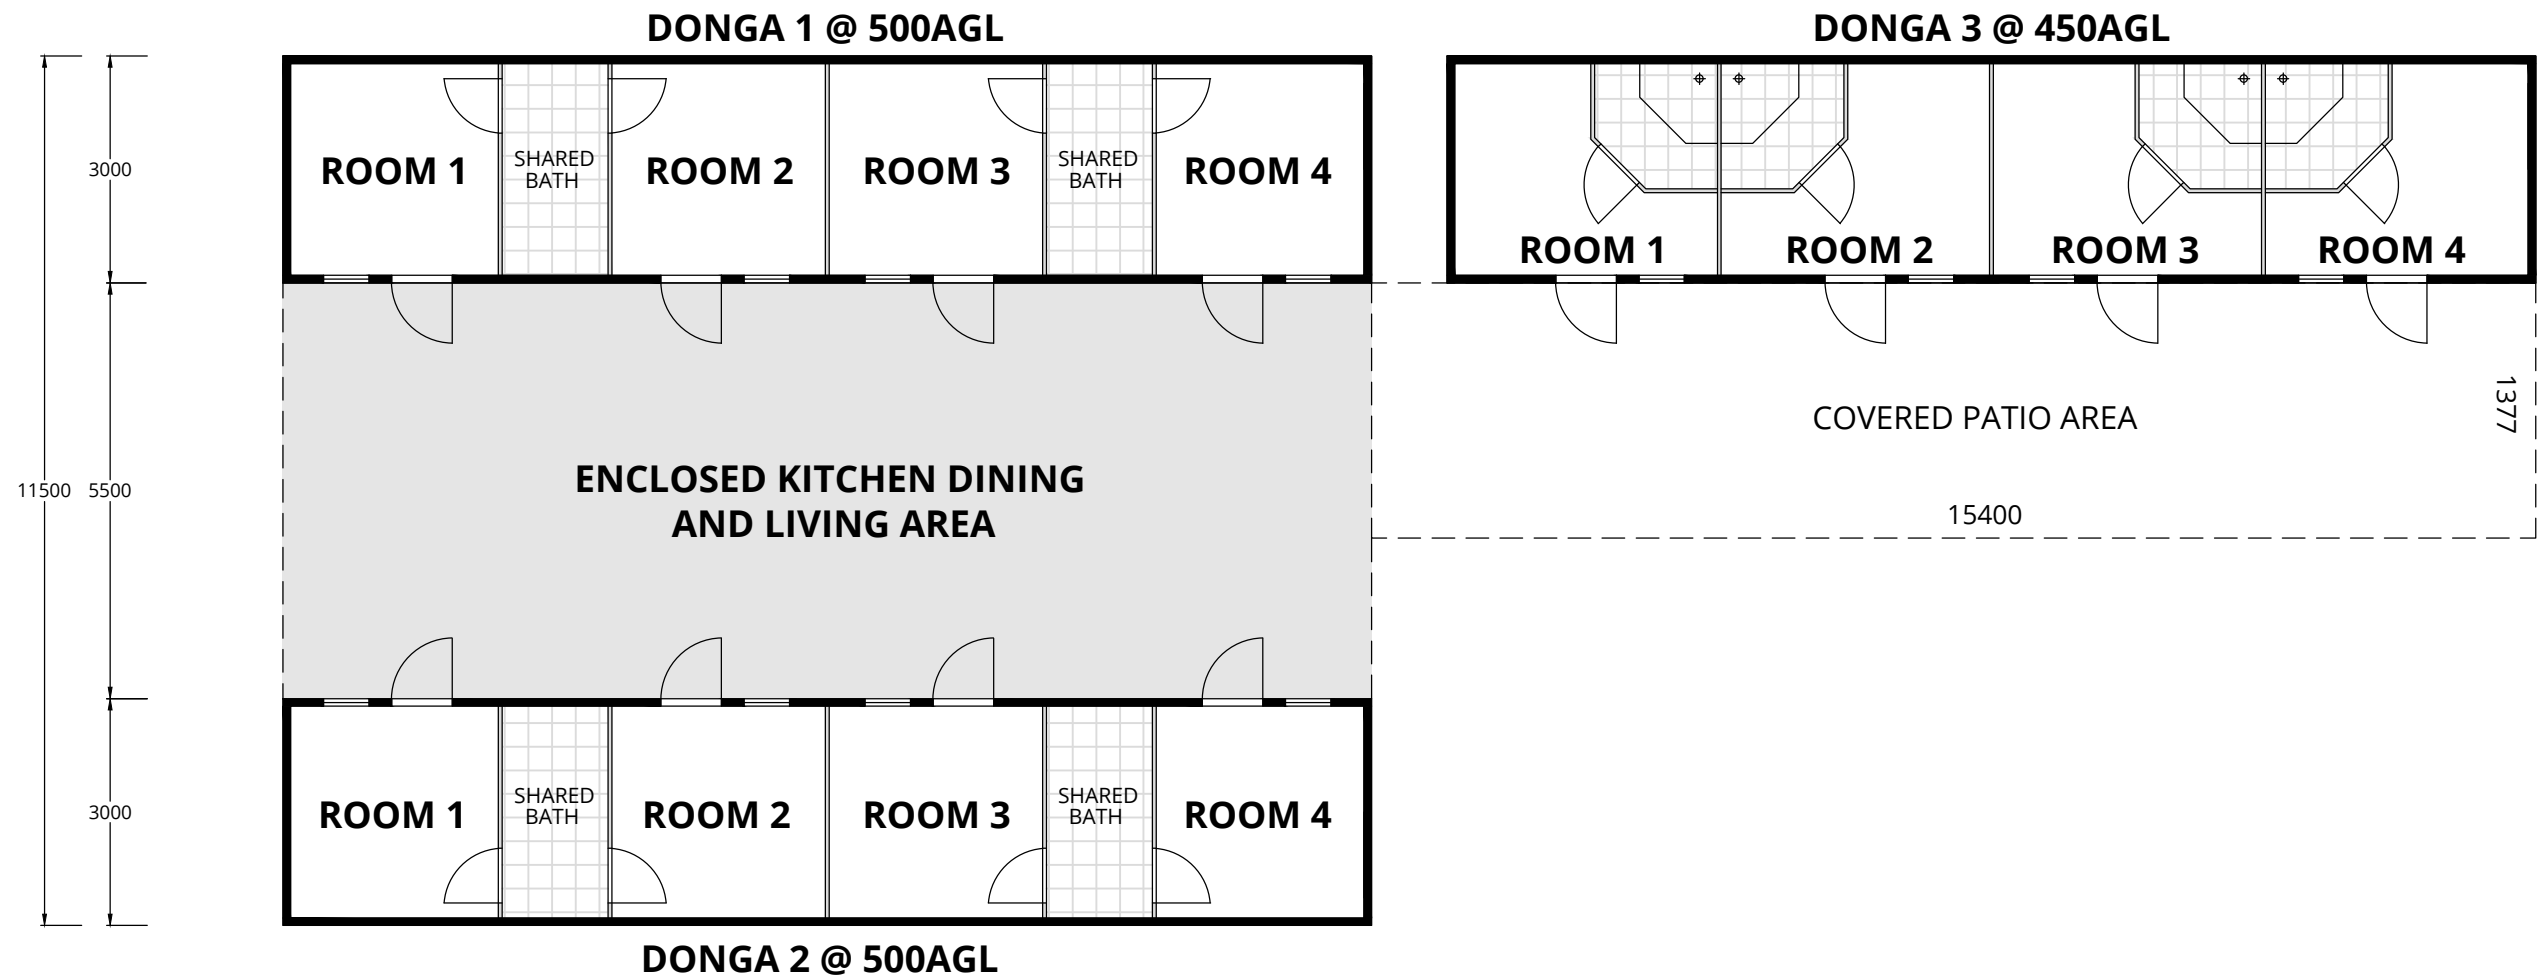 DONGA 1 @ 500AGL
DONGA 3 @ 450AGL
3000
ROOM 1
SHARED
BATH
ROOM 2
ROOM 3
SHARED
BATH
ROOM 4
ROOM 1
ROOM 2
ROOM 3
ROOM 4
11500
5500
ENCLOSED KITCHEN DINING
AND LIVING AREA
COVERED PATIO AREA
1377
15400
3000
ROOM 1
SHARED
BATH
ROOM 2
ROOM 3
SHARED
BATH
ROOM 4
DONGA 2 @ 500AGL